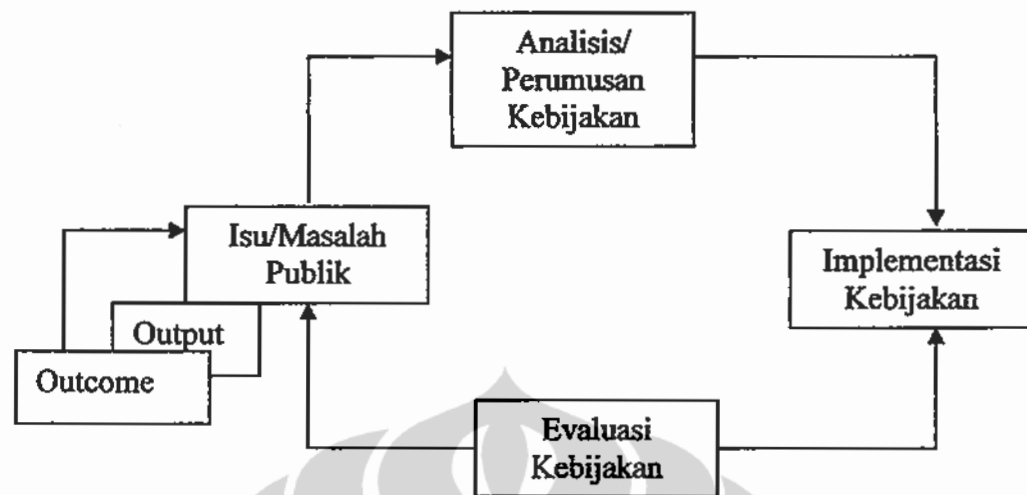 Analisis/
Perumusan
Kebijakan
Isu/Masalah
Publik
Implementasi
Kebijakan
Output
Outcome
Evaluasi
Kebijakan